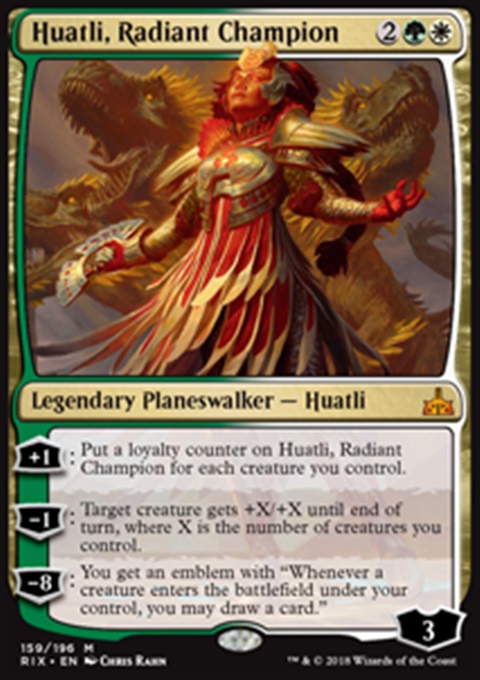 Huatli, Radiant Champion 2
Legendary Planeswalker — Huatli
+1 : Put a loyalty counter on Huatli, Radiant
Champion for each creature you control.
-1 : Target creature gets +X/+X until end of
turn, where X is the number of creatures you
control.
-8 : You get an emblem with “Whenever a
creature enters the battlefield under your
control, you may draw a card.”
3
159/196 M
RIX • EN Chris Rahn
™ & © 2018 Wizards of the Coast